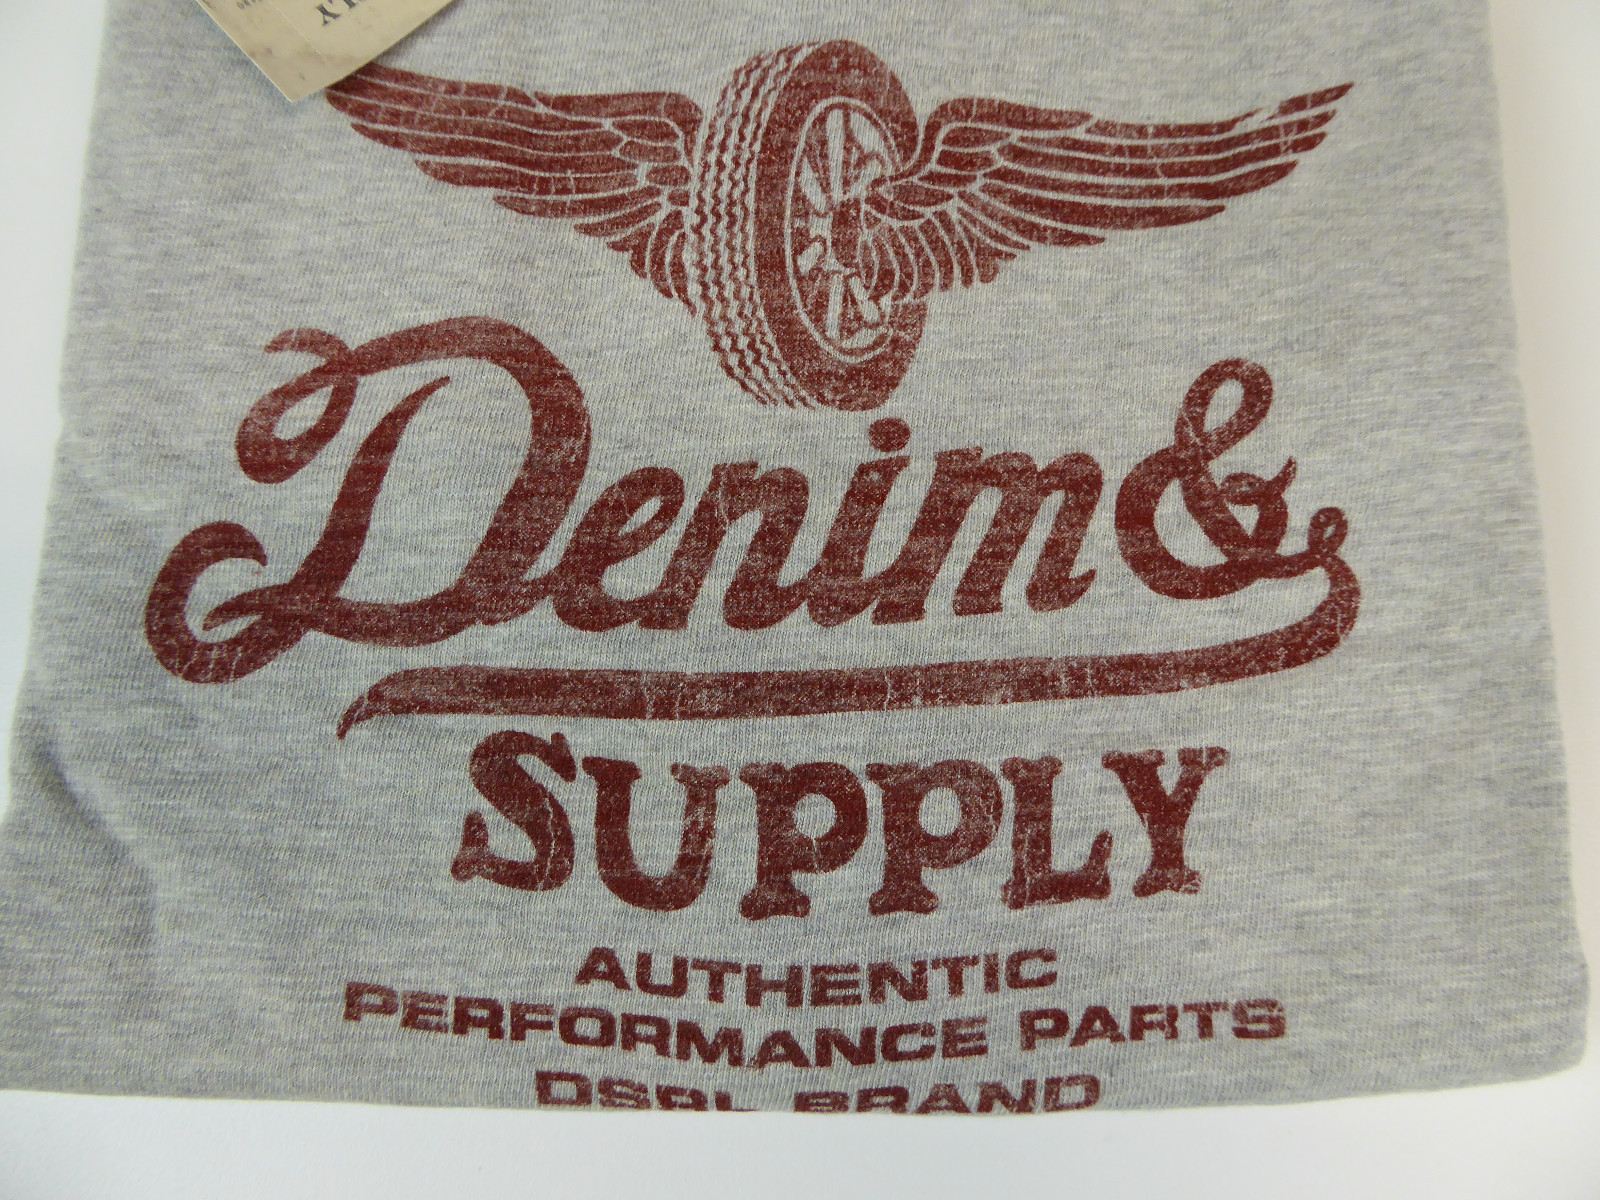 Denim &
SUPPLY
AUTHENTIC
PERFORMANCE PARTS
DSRL BRAND